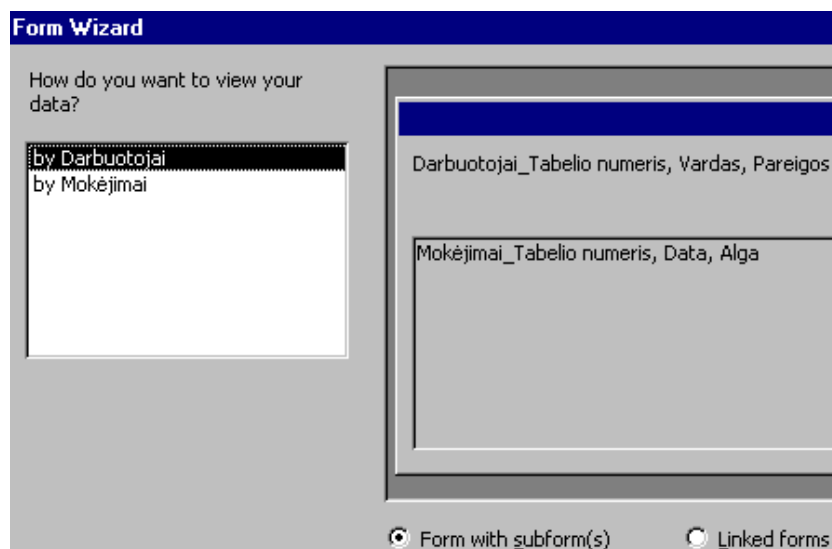 Form Wizard
How do you want to view your
data?
by Darbuotojai
by Mokėjimai
Darbuotojai_Tabelio numeris, Vardas, Pareigos
Mokėjimai_Tabelio numeris, Data, Alga
Form with subform(s)
Linked forms